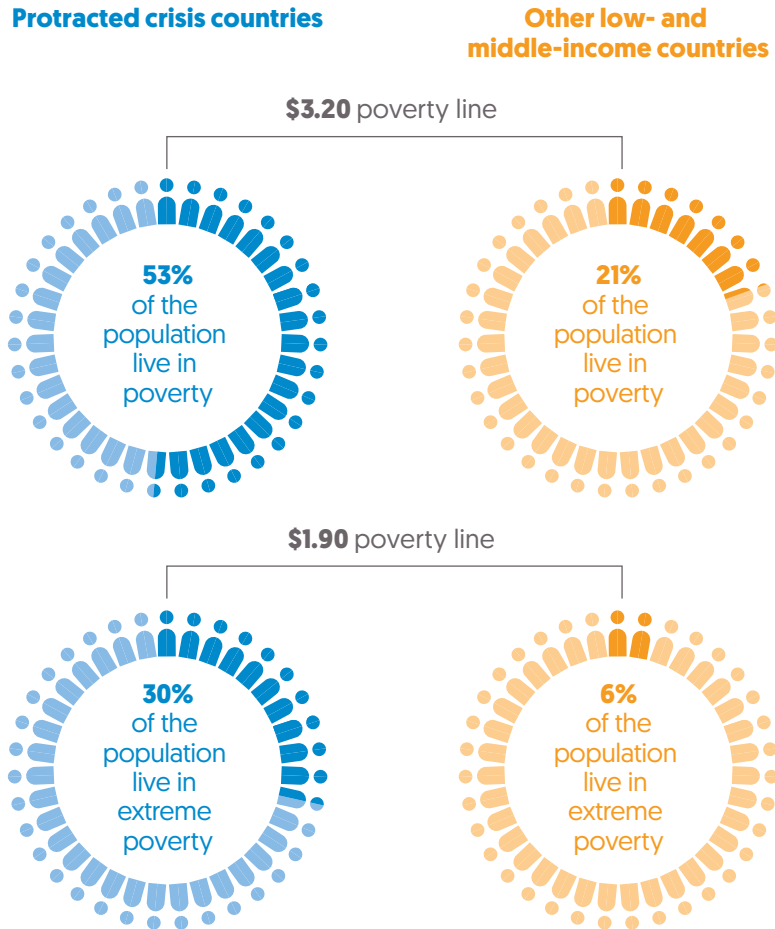 Protracted crisis countries
Other low- and
middle-income countries
$3.20 poverty line
53%
of the
population
live in
poverty
21%
of the
population
live in
poverty
$1.90 poverty line
30%
of the
population
live in
extreme
poverty
6%
of the
population
live in
extreme
poverty